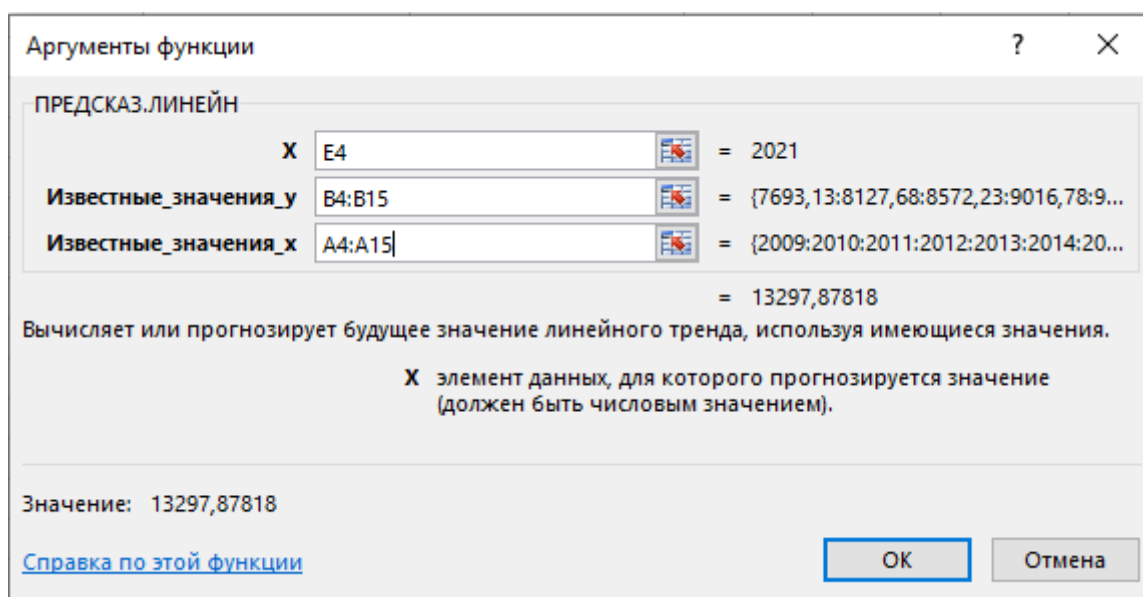 Аргументы функции ? ×
ПРЕДСКАЗ.ЛИНЕЙН
X E4 = 2021
Известные_значения_y B4:B15 = {7693,13:8127,68:8572,23:9016,78:9...
Известные_значения_x A4:A15 = {2009:2010:2011:2012:2013:2014:20...
= 13297,87818
Вычисляет или прогнозирует будущее значение линейного тренда, используя имеющиеся значения.
X элемент данных, для которого прогнозируется значение
(должен быть числовым значением).
Значение: 13297,87818
Справка по этой функции ОК Отмена